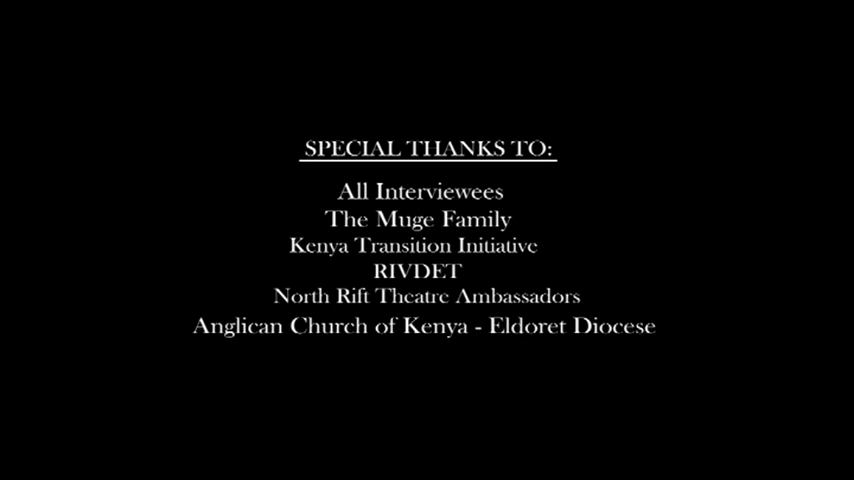 SPECIAL THANKS TO:
All Interviewees
The Muge Family
Kenya Transition Initiative
RIVDET
North Rift Theatre Ambassadors
Anglican Church of Kenya - Eldoret Diocese